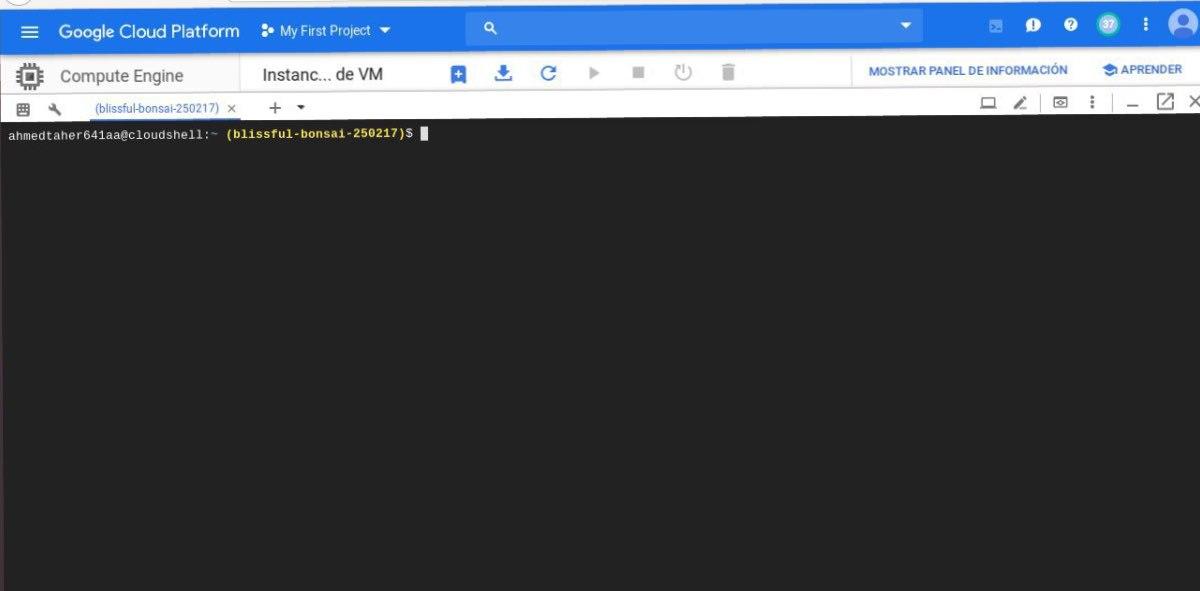 Google Cloud Platform My First Project 37
Compute Engine Instanc... de VM MOSTRAR PANEL DE INFORMACIÓN APRENDER
(blissful-bonsai-250217)
ahmedtaher641aa@cloudshell:~ (blissful-bonsai-250217)$